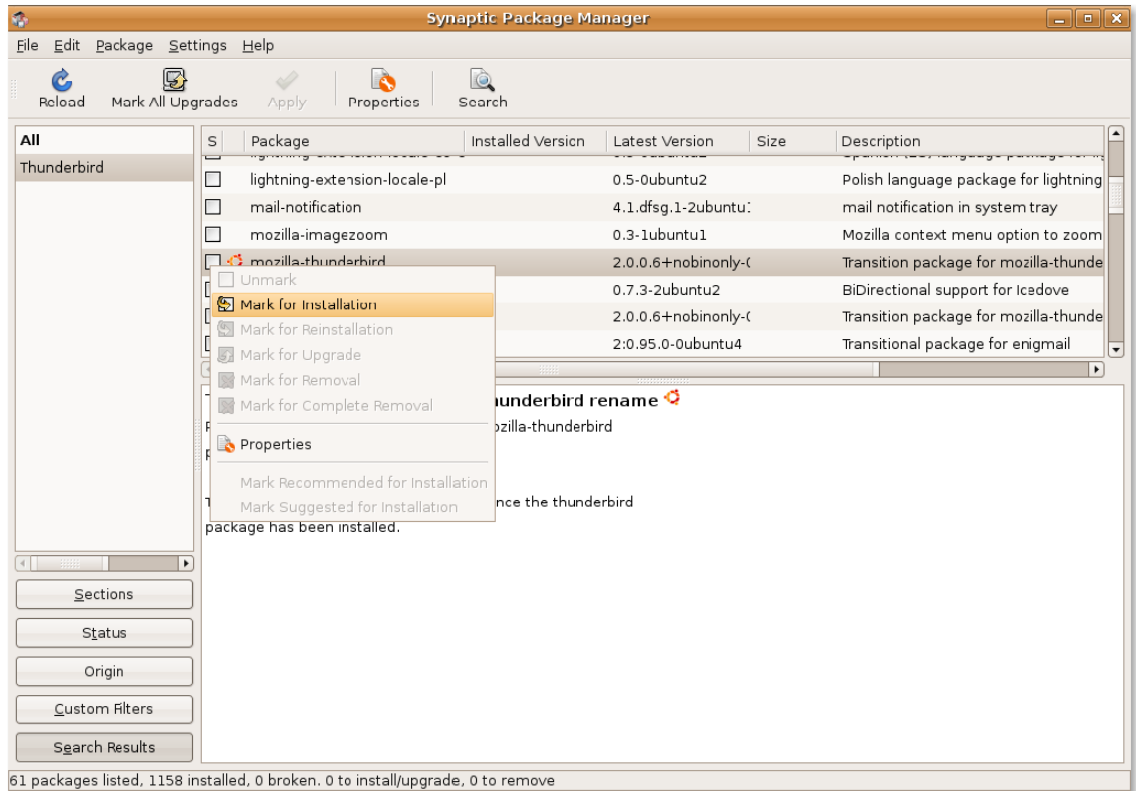 Synaptic Package Manager
File Edit Package Settings Help
Reload Mark All Upgrades Apply Properties Search
All
Thunderbird
S Package Installed Version Latest Version Size Description
lightning-extension-locale-pl 0.5-0ubuntu2 Polish language package for lightning
mail-notification 4.1.dfsg.1-2ubuntu mail notification in system tray
mozilla-imagezoom 0.3-1ubuntu1 Mozilla context menu option to zoom
mozilla-thunderbird 2.0.0.6+nobinonly-( Transition package for mozilla-thunde
0.7.3-2ubuntu2 BiDirectional support for Icedove
2.0.0.6+nobinonly-( Transition package for mozilla-thunde
2:0.95.0-0ubuntu4 Transitional package for enigmail
Unmark
Mark for Installation
Mark for Reinstallation
Mark for Upgrade
Mark for Removal
Mark for Complete Removal
Properties
Mark Recommended for Installation
Mark Suggested for Installation
underbird rename
ozilla-thunderbird
nce the thunderbird
package has been installed.
Sections
Status
Origin
Custom Filters
Search Results
61 packages listed, 1158 installed, 0 broken. 0 to install/upgrade, 0 to remove